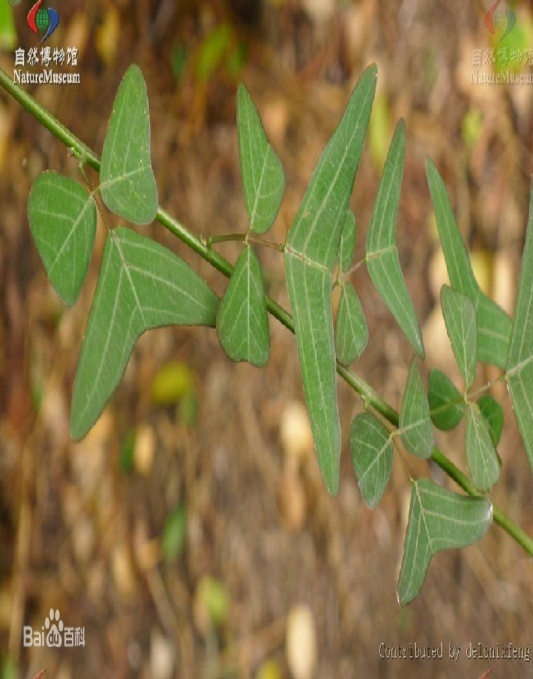 自然博物馆
NatureMuseum
自然博物馆
NatureMuseum
Bai百科
Contributed by delonixfeng